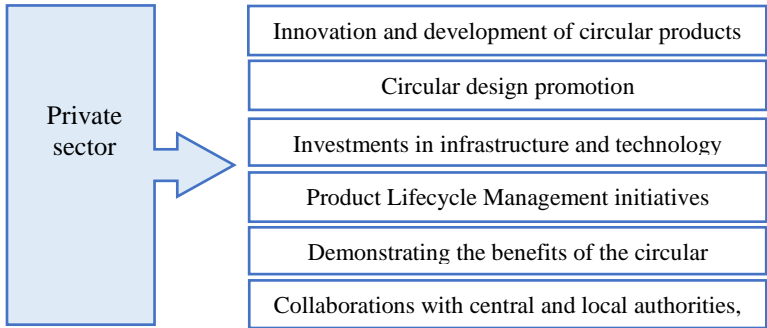 Private
sector
Innovation and development of circular products
Circular design promotion
Investments in infrastructure and technology
Product Lifecycle Management initiatives
Demonstrating the benefits of the circular
Collaborations with central and local authorities,